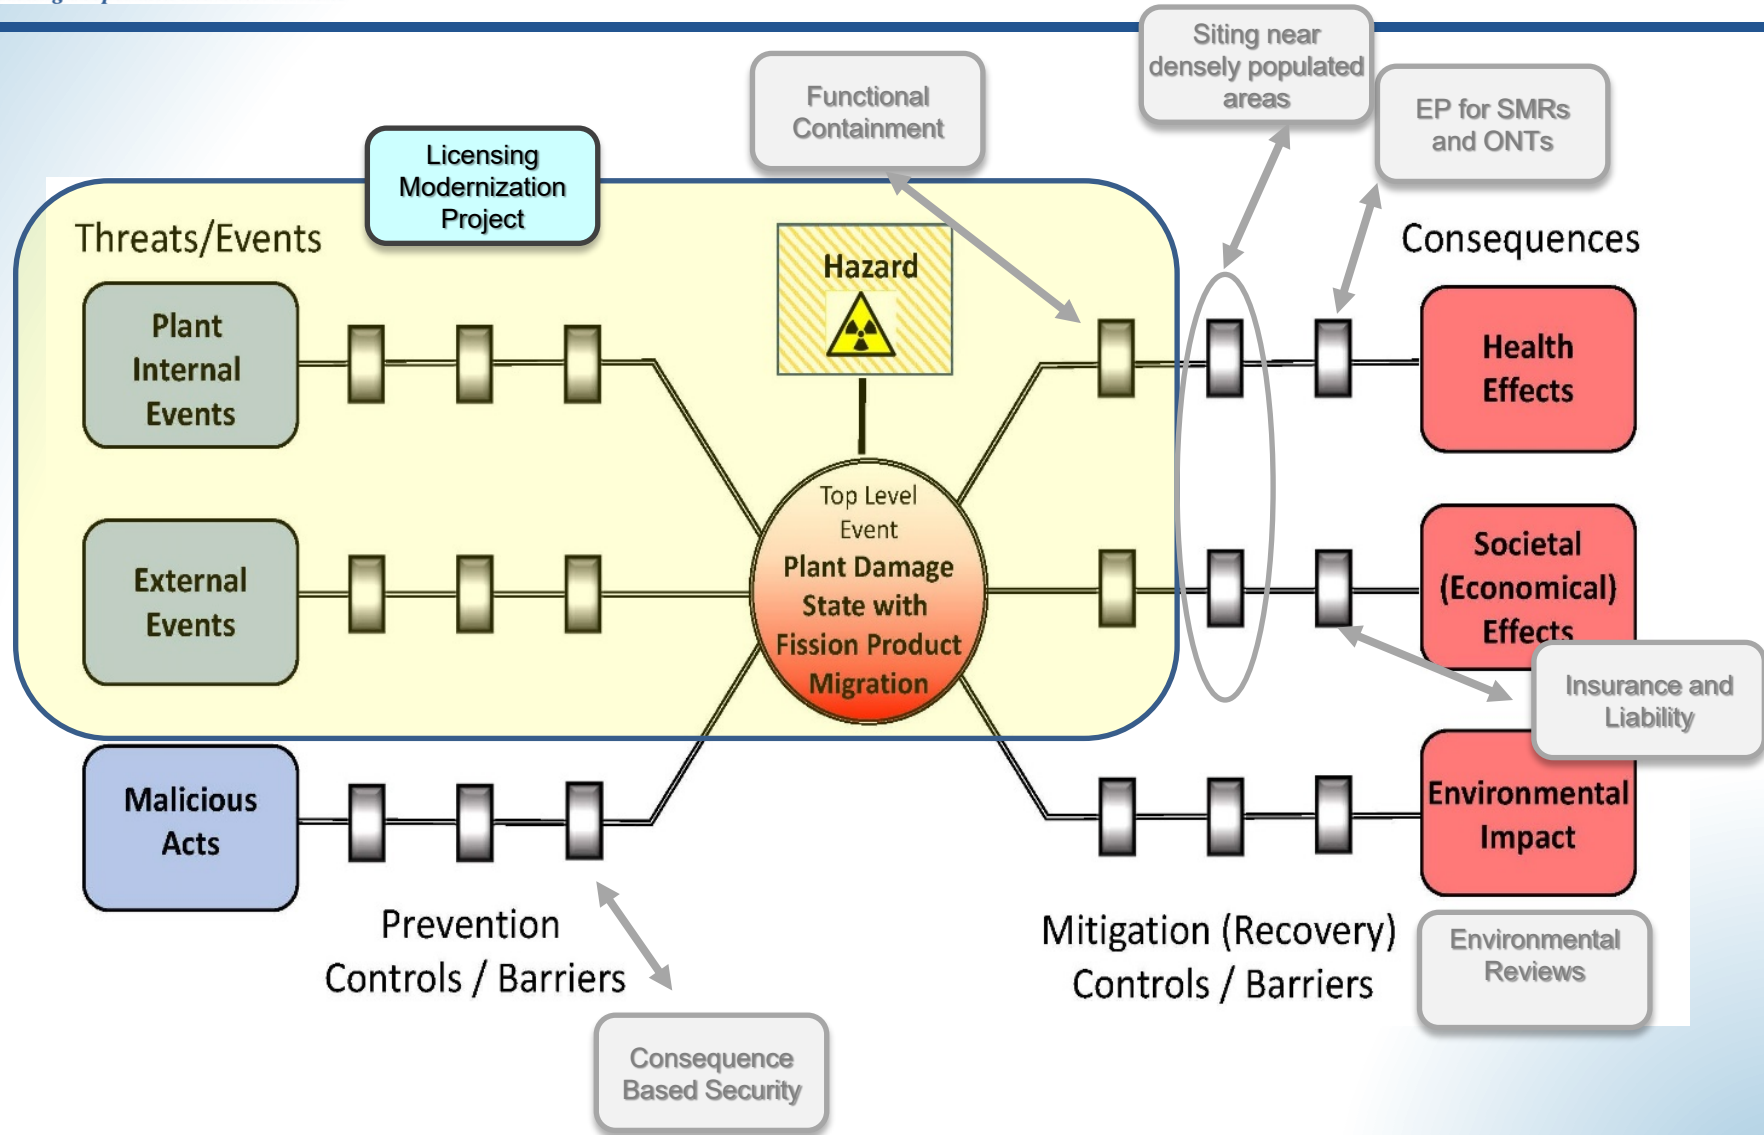 Siting near
densely populated
areas
Functional
Containment
EP for SMRs
and ONTs
Licensing
Modernization
Project
Threats/Events
Hazard
Consequences
Plant
Internal
Events
Health
Effects
Top Level
Event
Plant Damage
State with
Fission Product
Migration
External
Events
Societal
(Economical)
Effects
Insurance and
Liability
Malicious
Acts
Environmental
Impact
Prevention
Controls / Barriers
Mitigation (Recovery)
Controls / Barriers
Environmental
Reviews
Consequence
Based Security